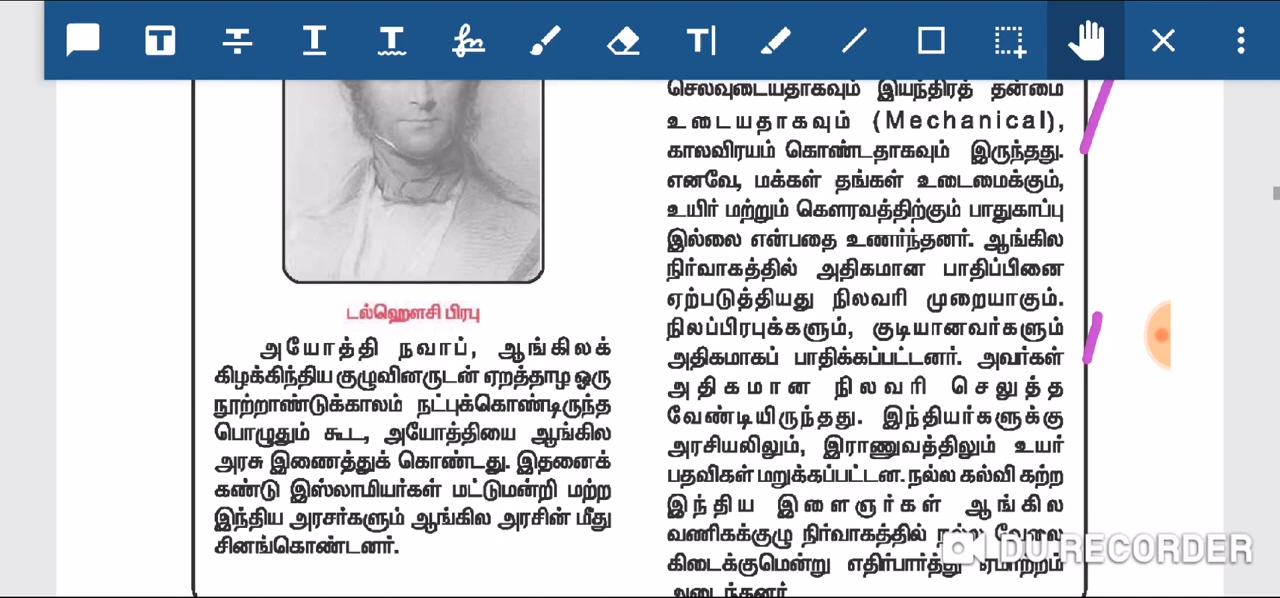 டல்ஹௌசி பிரபு
அயோத்தி நவாப், ஆங்கிலக்
கிழக்கிந்திய குழுவினருடன் ஏறத்தாழ ஒரு
நூற்றாண்டுக்காலம் நட்புக்கொண்டிருந்த
பொழுதும் கூட, அயோத்தியை ஆங்கில
அரசு இணைத்துக் கொண்டது. இதனைக்
கண்டு இஸ்லாமியர்கள் மட்டுமன்றி மற்ற
இந்திய அரசர்களும் ஆங்கில அரசின் மீது
சினங்கொண்டனர்.
செலவுடையதாகவும் இயந்திரத் தன்மை
உடையதாகவும் (Mechanical),
காலவிரயம் கொண்டதாகவும் இருந்தது.
எனவே, மக்கள் தங்கள் உடைமைக்கும்,
உயிர் மற்றும் கௌரவத்திற்கும் பாதுகாப்பு
இல்லை என்பதை உணர்ந்தனர். ஆங்கில
நிர்வாகத்தில் அதிகமான பாதிப்பினை
ஏற்படுத்தியது நிலவரி முறையாகும்.
நிலப்பிரபுக்களும், குடியானவர்களும்
அதிகமாகப் பாதிக்கப்பட்டனர். அவர்கள்
அதிகமான நிலவரி செலுத்த
வேண்டியிருந்தது. இந்தியர்களுக்கு
அரசியலிலும், இராணுவத்திலும் உயர்
பதவிகள் மறுக்கப்பட்டன. நல்ல கல்வி கற்ற
இந்திய இளைஞர்கள் ஆங்கில
வணிகக்குழு நிர்வாகத்தில் நல்ல வேலை
கிடைக்குமென்று எதிர்பார்த்து ஏமாற்றம்
அடைந்தனர்
DU RECORDER